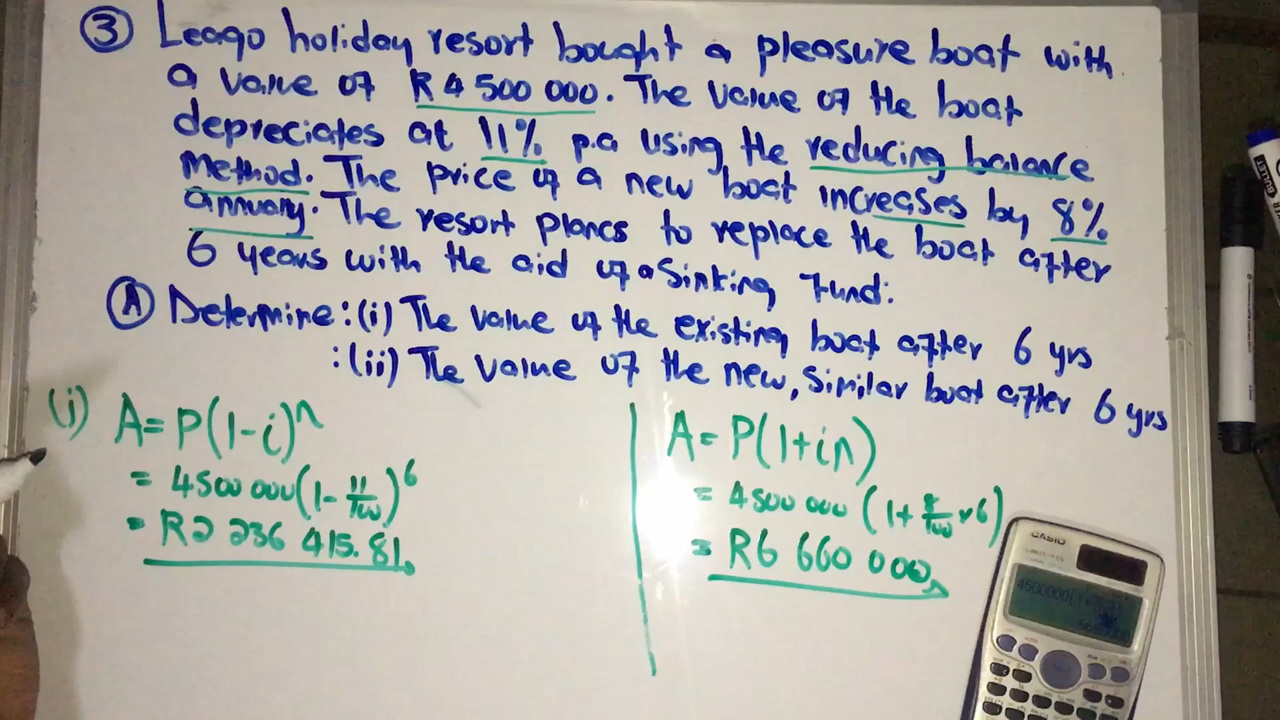 ③ Leago holiday resort bought a pleasure boat with
a value of R4 500 000. The value of the boat
depreciates at 11% p.a using the reducing balance
method. The price of a new boat increases by 8%
annualy. The resort plancs to replace the boat after
6 years with the aid of a Sinking Fund:
Ⓐ Determine: (i) The value of the existing boat after 6 yrs
: (ii) The value of the new, similar boat after 6 yrs
(i) A = P(1-i)^n
= 4500 000(1-11/100)^6
= R2 236 415.81
A = P(1+in)
= 4500 000 (1+8/100×6)
= R6 660 000
CASIO
BULLET